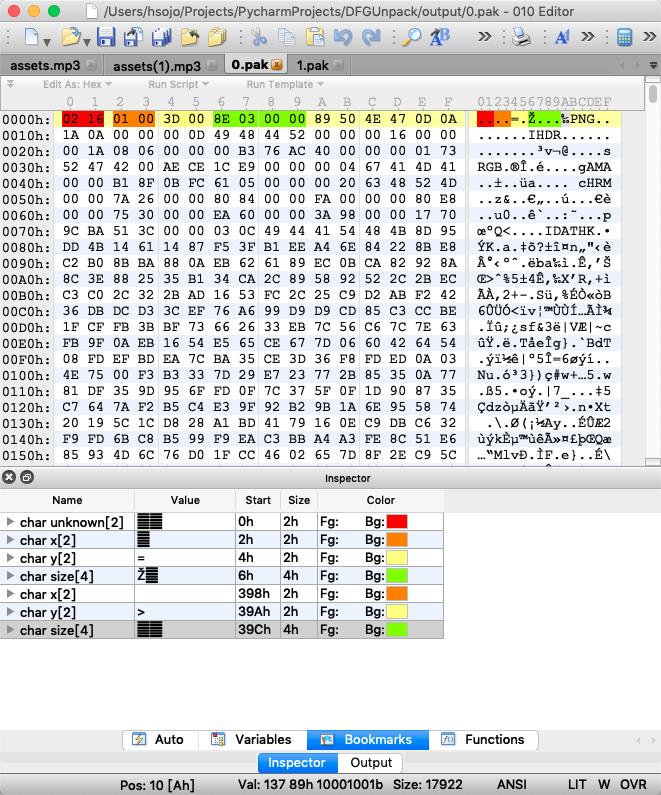 /Users/hsojo/Projects/PycharmProjects/DFGUnpack/output/0.pak - 010 Editor
assets.mp3 assets(1).mp3 0.pak 1.pak
Edit As: Hex Run Script Run Template
0 1 2 3 4 5 6 7 8 9 A B C D E F 0123456789ABCDEF
0000h: 02 16 01 00 3D 00 8E 03 00 00 89 50 4E 47 0D 0A ....=.Ž...‰PNG..
0010h: 1A 0A 00 00 00 0D 49 48 44 52 00 00 00 16 00 00 ......IHDR......
0020h: 00 1A 08 06 00 00 00 B3 76 AC 40 00 00 00 01 73 .......³v¬@....s
0030h: 52 47 42 00 AE CE 1C E9 00 00 00 04 67 41 4D 41 RGB.®Î.é....gAMA
0040h: 00 00 B1 8F 0B FC 61 05 00 00 00 20 63 48 52 4D ..±..üa.... cHRM
0050h: 00 00 7A 26 00 00 80 84 00 00 FA 00 00 00 80 E8 ..z&..€„..ú...€è
0060h: 00 00 75 30 00 00 EA 60 00 00 3A 98 00 00 17 70 ..u0..ê`..:˜...p
0070h: 9C BA 51 3C 00 00 03 0C 49 44 41 54 48 4B 8D 95 œºQ<....IDATHK.•
0080h: DD 4B 14 61 14 87 F5 3F B1 EE A4 6E 84 22 8B E8 ÝK.a.‡õ?±î¤n„"‹è
0090h: C2 B0 8B BA 88 0A EB 62 61 89 EC 0B CA 82 92 8A Â°‹ºˆ.ëba‰ì.Ê‚’Š
00A0h: 8C 3E 88 25 35 B1 34 CA 2C 89 58 92 52 2C 2B EC Œ>ˆ%5±4Ê,‰X’R,+ì
00B0h: C3 C0 2C 32 2B AD 16 53 FC 2C 25 C9 D2 AB F2 42 ÃÀ,2+-.Sü,%ÉÒ«òB
00C0h: 36 DB DC D3 3C EF 76 A6 99 D9 D9 CD 85 C3 CC BE 6ÛÜÓ<ïv¦™ÙÙÍ…ÃÌ¾
00D0h: 1F CF FB 3B BF 73 66 26 33 EB 7C 56 C6 7C 7E 63 .Ïû;¿sf&3ë|VÆ|~c
00E0h: FB 9F 0A EB 16 54 E5 65 CE 67 7D 06 60 42 64 54 ûŸ.ë.TåeÎg}.`BdT
00F0h: 08 FD EF BD EA 7C BA 35 CE 3D 36 F8 FD ED 0A 03 .ýï½ê|º5Î=6øýí..
0100h: 4E 75 00 F3 B3 33 7D 29 E7 23 77 2B 85 35 0A 77 Nu.ó³3})ç#w+…5.w
0110h: 81 DF 35 9D 95 6F FD 0F 7C 37 5F 0F 1D 90 87 35 .ß5.•oý.|7_...‡5
0120h: C7 64 7A F2 B5 C4 E3 9F 92 B2 9B 1A 6E 95 58 74 ÇdzòµÄãŸ’²›.n•Xt
0130h: 20 19 5C 1C D8 28 A1 BD 41 79 16 0E C9 DB C6 32 .\.Ø(¡½Ay..ÉÛÆ2
0140h: F9 FD 6B C8 B5 99 F9 EA C3 BB A4 A3 FE 8C 51 E6 ùýkÈµ™ùêÃ»¤£þŒQæ
0150h: 85 93 4D 6C 76 D0 1F CC 46 02 65 7D 8F 2E C9 5C …“MlvÐ.ÌF.e}..É\
Inspector
Name Value Start Size Color
char unknown[2] 0h 2h Fg: Bg:
char x[2] 2h 2h Fg: Bg:
char y[2] = 4h 2h Fg: Bg:
char size[4] Ž 6h 4h Fg: Bg:
char x[2] 398h 2h Fg: Bg:
char y[2] > 39Ah 2h Fg: Bg:
char size[4] 39Ch 4h Fg: Bg:
Auto Variables Bookmarks Functions
Inspector Output
Pos: 10 [Ah] Val: 137 89h 10001001b Size: 17922 ANSI LIT W OVR